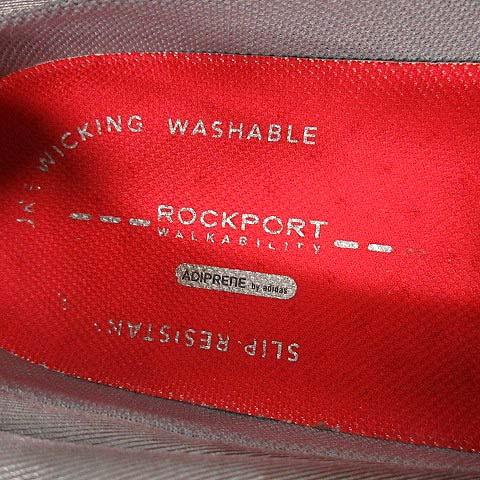 WICKING WASHABLE
ROCKPORT
WALKABILITY
ADIPRENE by adidas
SLIP-RESISTANT